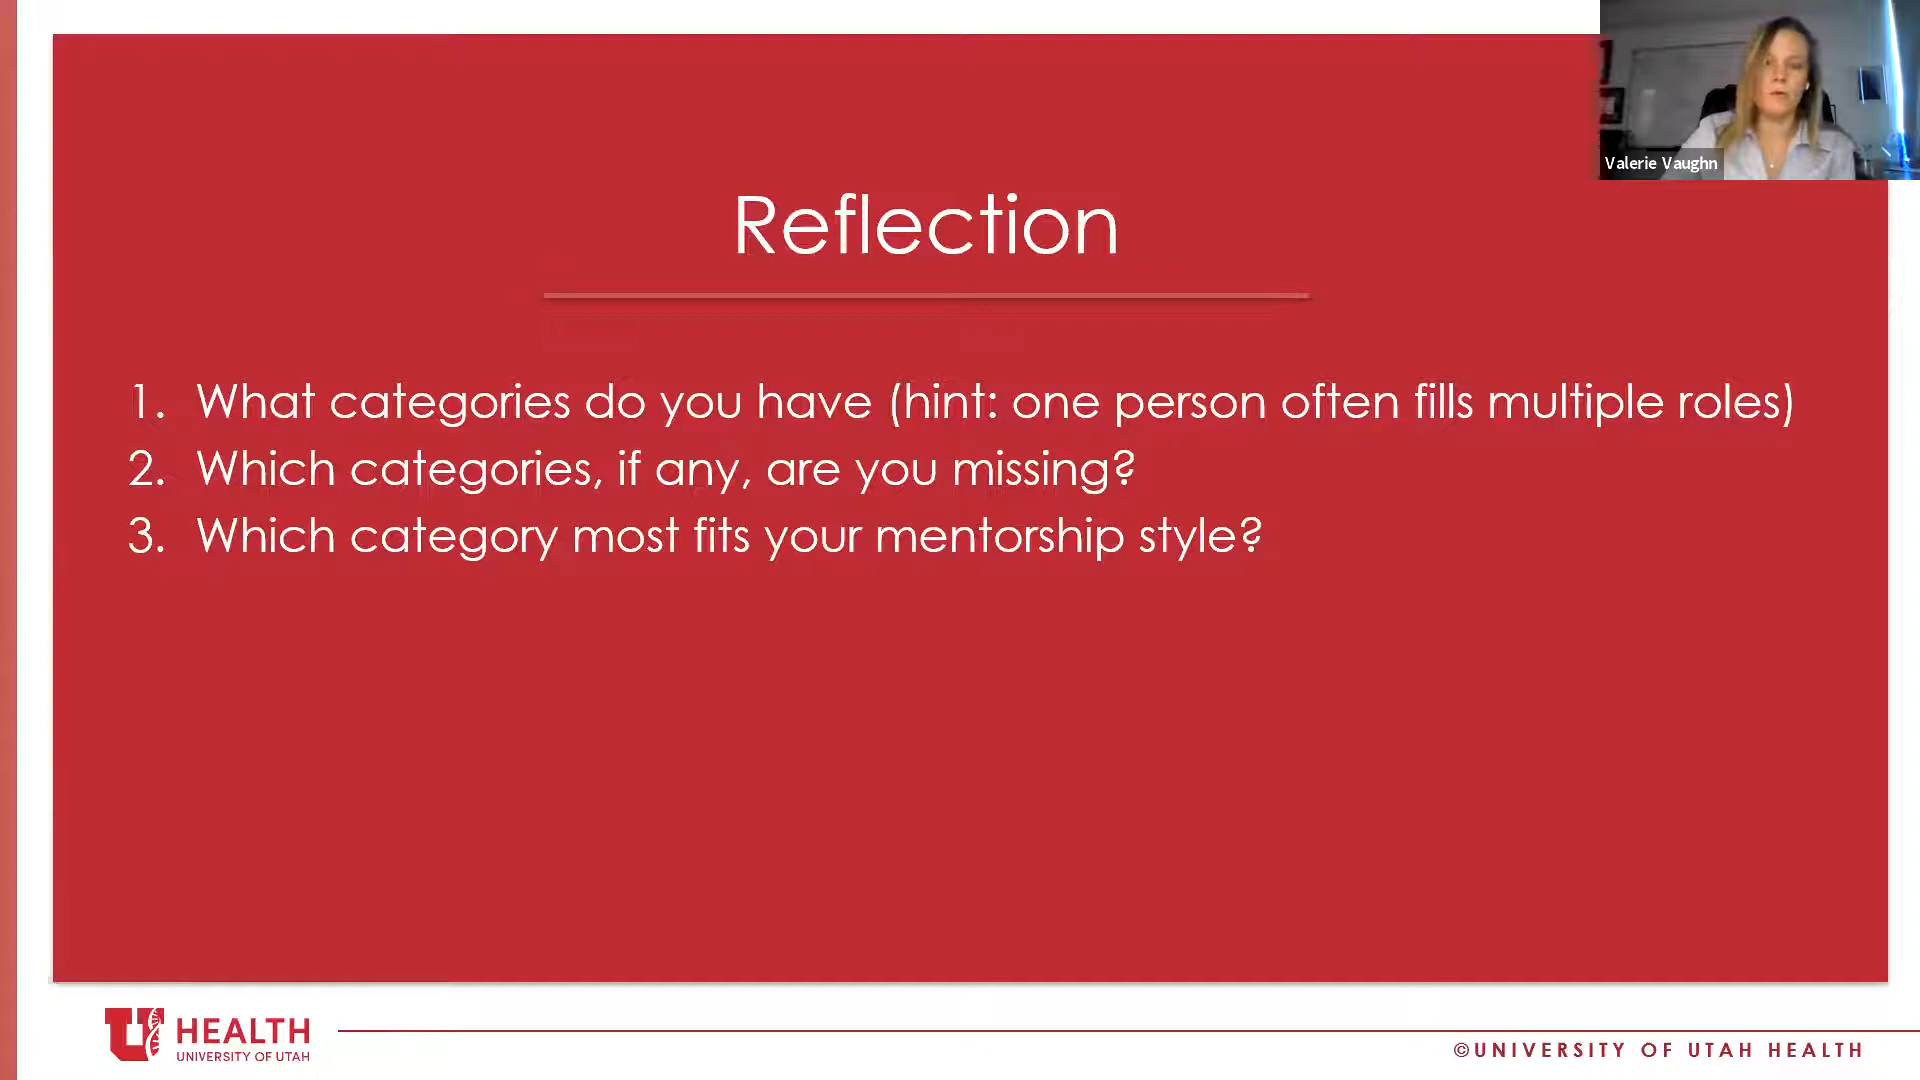 Valerie Vaughn
Reflection
1. What categories do you have (hint: one person often fills multiple roles)
2. Which categories, if any, are you missing?
3. Which category most fits your mentorship style?
U HEALTH
UNIVERSITY OF UTAH
©UNIVERSITY OF UTAH HEALTH